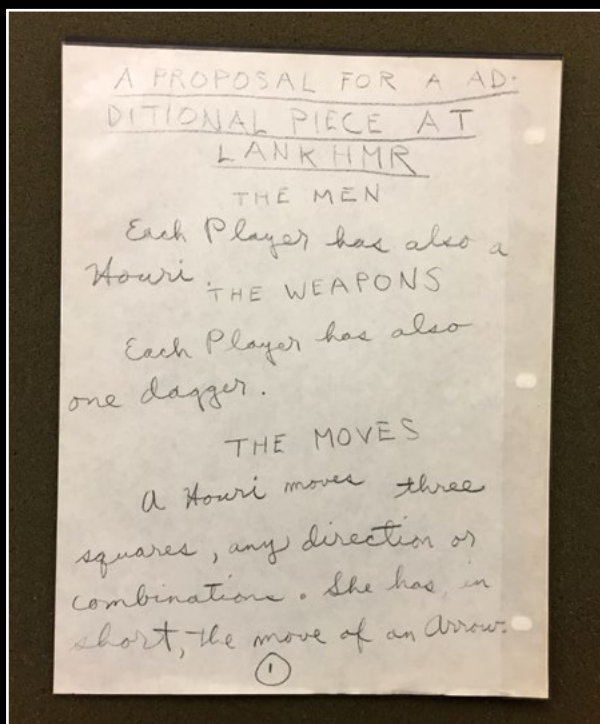 A PROPOSAL FOR A AD-
DITIONAL PIECE AT
LANKHMR
THE MEN
Each Player has also a
Houri.
THE WEAPONS
Each Player has also
one dagger.
THE MOVES
A Houri moves three
squares, any direction or
combinations. She has, in
short, the move of an Arrow.
1